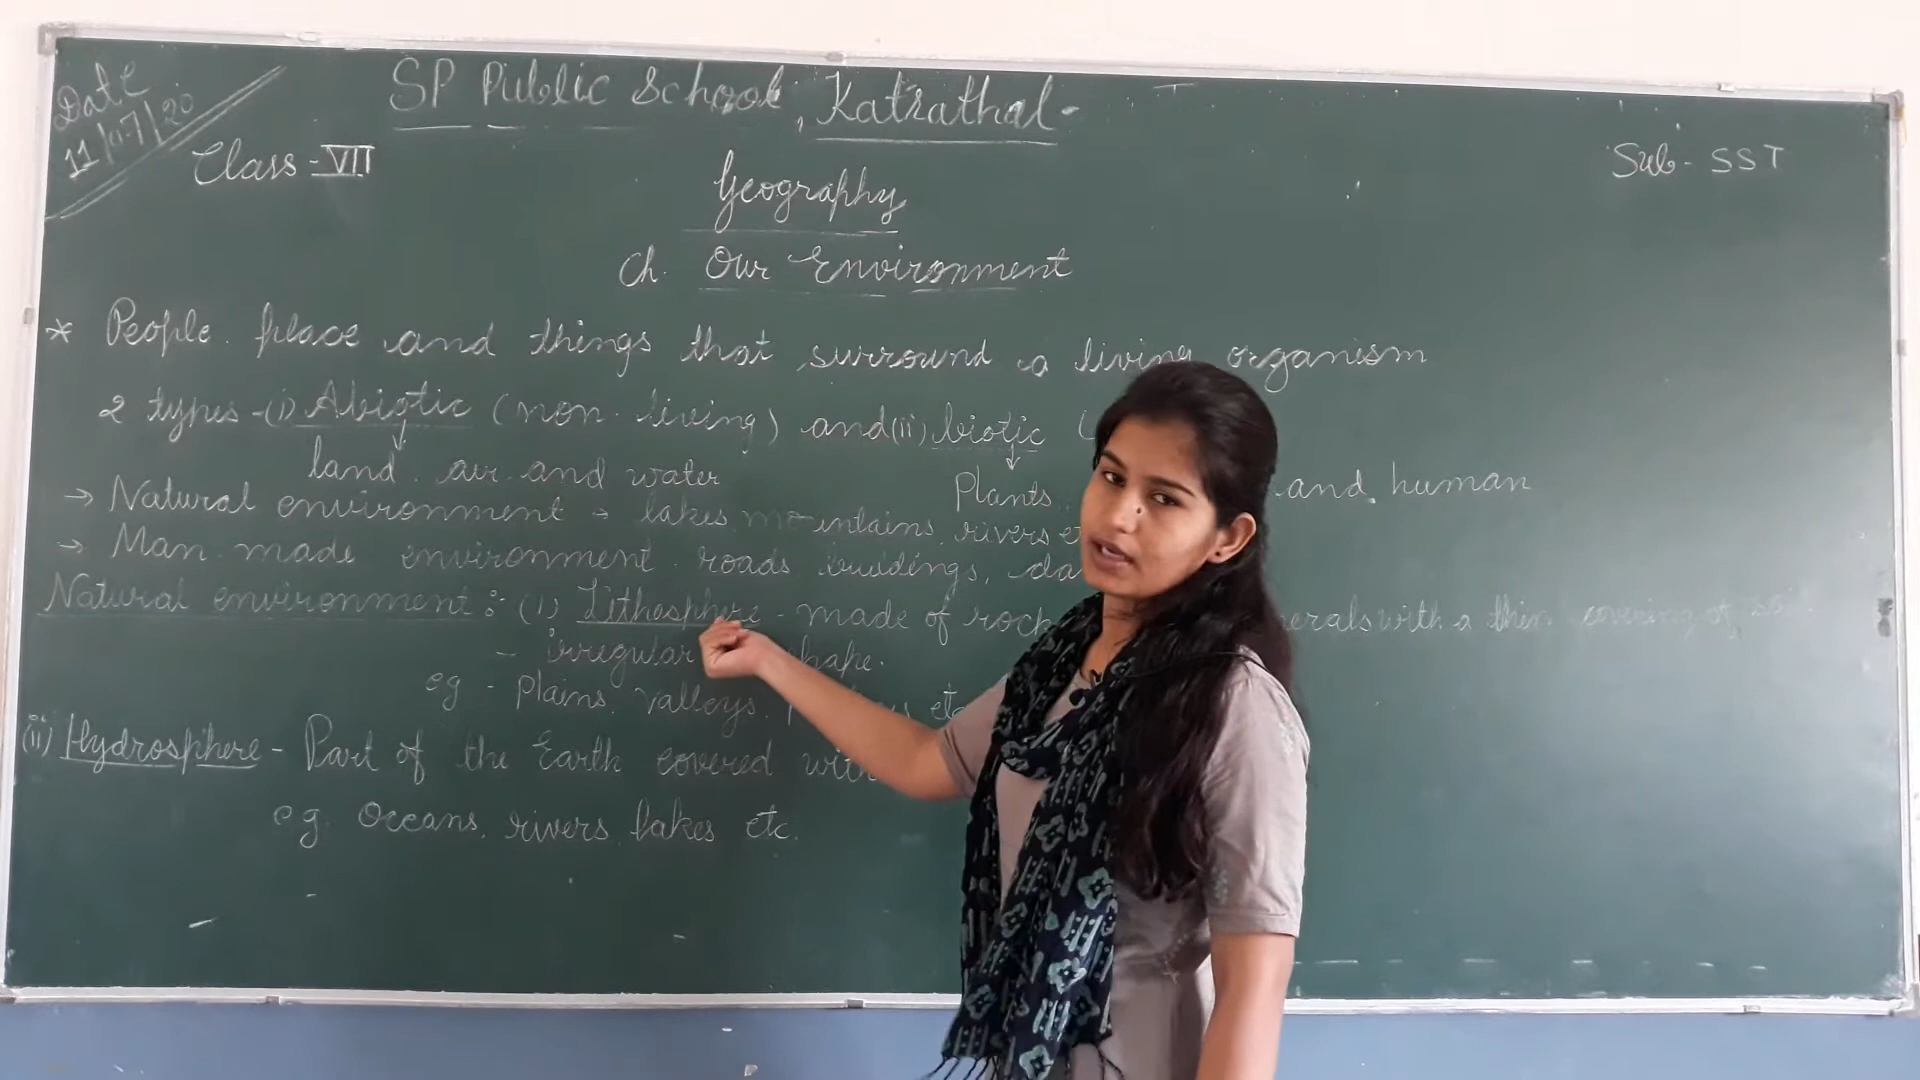 Date
11/07/20
SP Public School, Katrathal-
Class - VII
Sub - SST
Geography
Ch. Our Environment
* People. place and things that surround a living organism
2 types - (i) Abiotic (non-living) and (ii) biotic (
land. air. and water
Plants. and human
→ Natural environment → lakes, mountains, rivers
→ Man-made environment. roads buildings,
Natural environment :- (i) Lithosphere - made of with a thin covering of
- irregular shape.
eg - Plains, valleys, etc
(ii) Hydrosphere - Part of the Earth covered with
eg. Oceans, rivers, lakes etc.